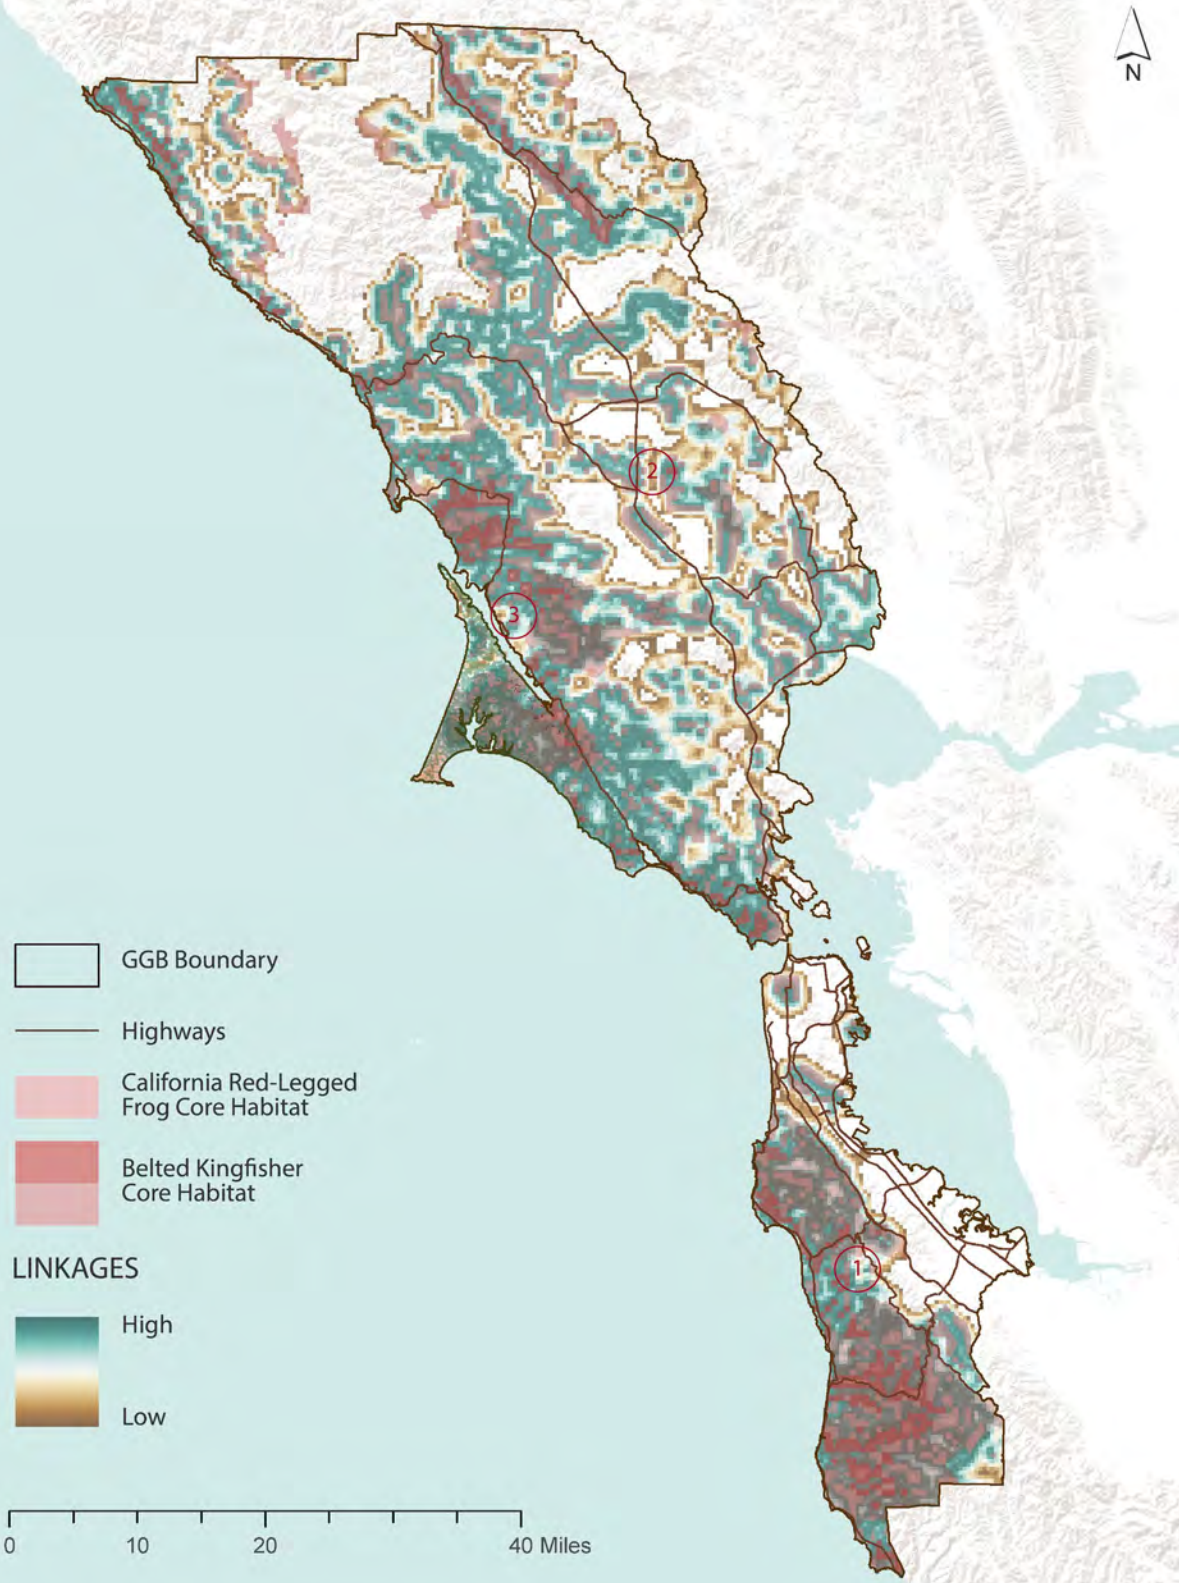 N
2
3
1
GGB Boundary
Highways
California Red-Legged
Frog Core Habitat
Belted Kingfisher
Core Habitat
LINKAGES
High
Low
0 10 20 40 Miles